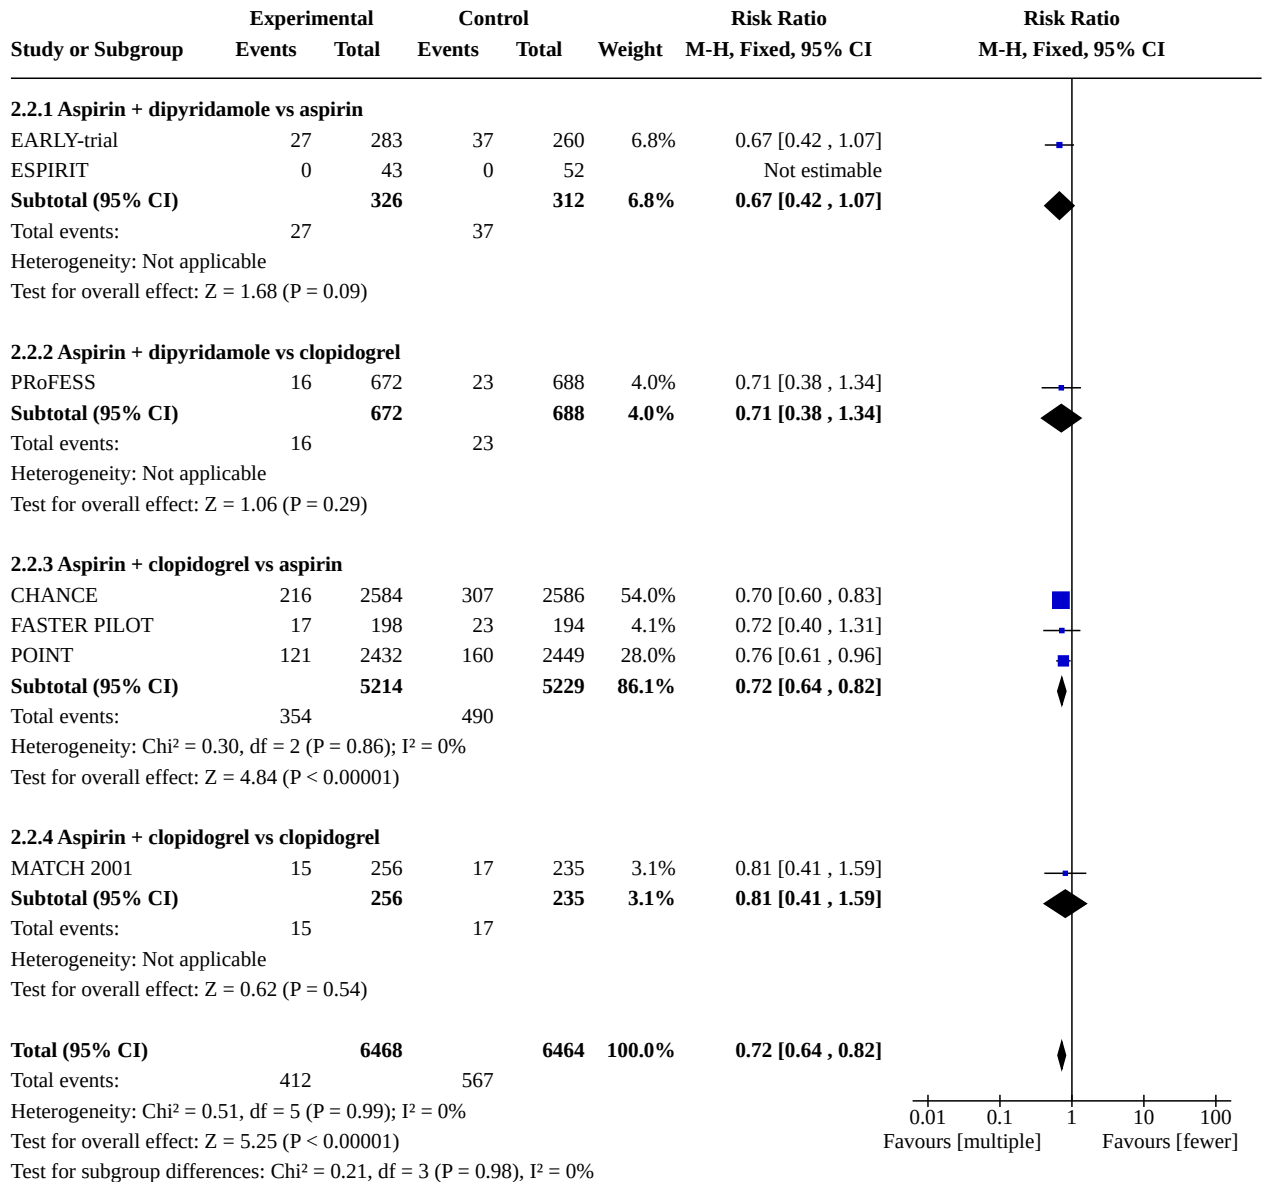 Experimental Control Risk Ratio Risk Ratio
Study or Subgroup Events Total Events Total Weight M-H, Fixed, 95% CI M-H, Fixed, 95% CI
2.2.1 Aspirin + dipyridamole vs aspirin
EARLY-trial 27 283 37 260 6.8% 0.67 [0.42 , 1.07]
ESPIRIT 0 43 0 52 Not estimable
Subtotal (95% CI) 326 312 6.8% 0.67 [0.42 , 1.07]
Total events: 27 37
Heterogeneity: Not applicable
Test for overall effect: Z = 1.68 (P = 0.09)
2.2.2 Aspirin + dipyridamole vs clopidogrel
PRoFESS 16 672 23 688 4.0% 0.71 [0.38 , 1.34]
Subtotal (95% CI) 672 688 4.0% 0.71 [0.38 , 1.34]
Total events: 16 23
Heterogeneity: Not applicable
Test for overall effect: Z = 1.06 (P = 0.29)
2.2.3 Aspirin + clopidogrel vs aspirin
CHANCE 216 2584 307 2586 54.0% 0.70 [0.60 , 0.83]
FASTER PILOT 17 198 23 194 4.1% 0.72 [0.40 , 1.31]
POINT 121 2432 160 2449 28.0% 0.76 [0.61 , 0.96]
Subtotal (95% CI) 5214 5229 86.1% 0.72 [0.64 , 0.82]
Total events: 354 490
Heterogeneity: Chi² = 0.30, df = 2 (P = 0.86); I² = 0%
Test for overall effect: Z = 4.84 (P < 0.00001)
2.2.4 Aspirin + clopidogrel vs clopidogrel
MATCH 2001 15 256 17 235 3.1% 0.81 [0.41 , 1.59]
Subtotal (95% CI) 256 235 3.1% 0.81 [0.41 , 1.59]
Total events: 15 17
Heterogeneity: Not applicable
Test for overall effect: Z = 0.62 (P = 0.54)
Total (95% CI) 6468 6464 100.0% 0.72 [0.64 , 0.82]
Total events: 412 567
Heterogeneity: Chi² = 0.51, df = 5 (P = 0.99); I² = 0% 0.01 0.1 1 10 100
Test for overall effect: Z = 5.25 (P < 0.00001) Favours [multiple] Favours [fewer]
Test for subgroup differences: Chi² = 0.21, df = 3 (P = 0.98), I² = 0%